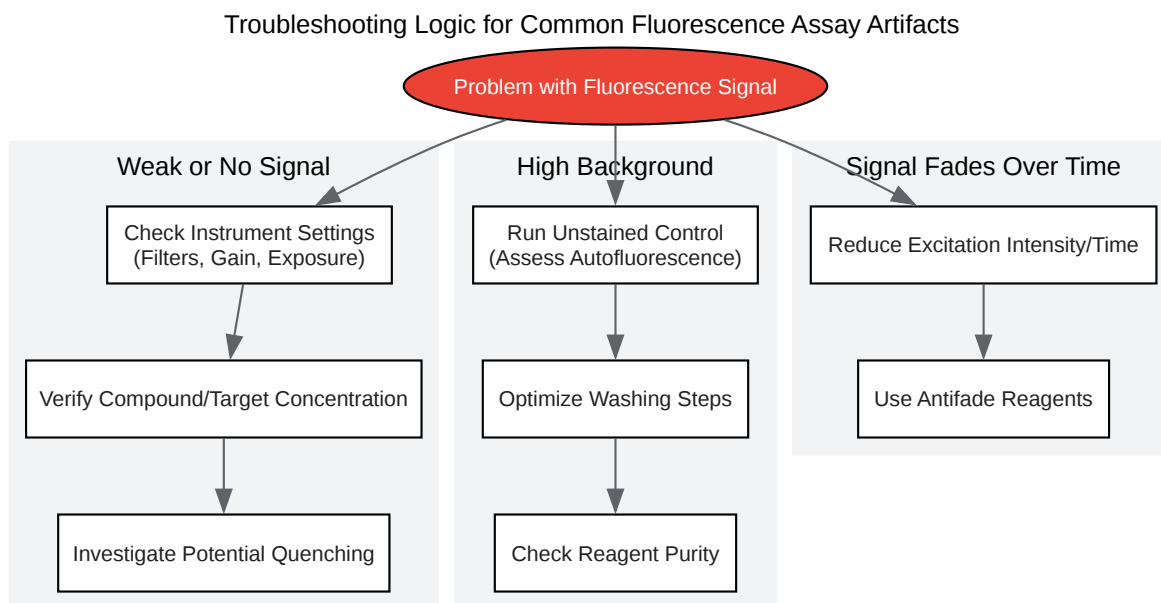 Troubleshooting Logic for Common Fluorescence Assay Artifacts
Problem with Fluorescence Signal
Weak or No Signal
Check Instrument Settings
(Filters, Gain, Exposure)
Verify Compound/Target Concentration
Investigate Potential Quenching
High Background
Run Unstained Control
(Assess Autofluorescence)
Optimize Washing Steps
Check Reagent Purity
Signal Fades Over Time
Reduce Excitation Intensity/Time
Use Antifade Reagents